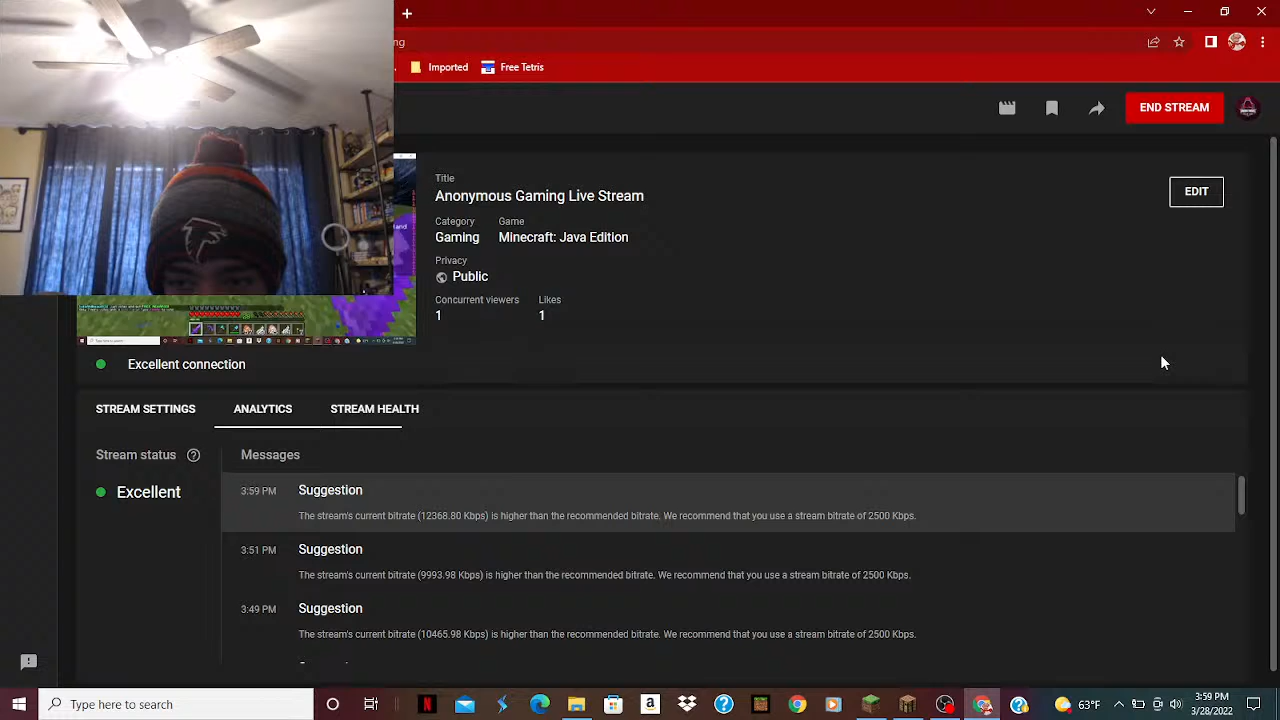 ng
Imported
Free Tetris
END STREAM
Title
Anonymous Gaming Live Stream
EDIT
Category
Game
Gaming
Minecraft: Java Edition
Privacy
Public
Concurrent viewers
Likes
1
1
land
Type here to search
Excellent connection
STREAM SETTINGS
ANALYTICS
STREAM HEALTH
Stream status
Messages
Excellent
3:59 PM
Suggestion
The stream's current bitrate (12368.80 Kbps) is higher than the recommended bitrate. We recommend that you use a stream bitrate of 2500 Kbps.
3:51 PM
Suggestion
The stream's current bitrate (9993.98 Kbps) is higher than the recommended bitrate. We recommend that you use a stream bitrate of 2500 Kbps.
3:49 PM
Suggestion
The stream's current bitrate (10465.98 Kbps) is higher than the recommended bitrate. We recommend that you use a stream bitrate of 2500 Kbps.
Type here to search
63°F
3:59 PM
3/28/2022